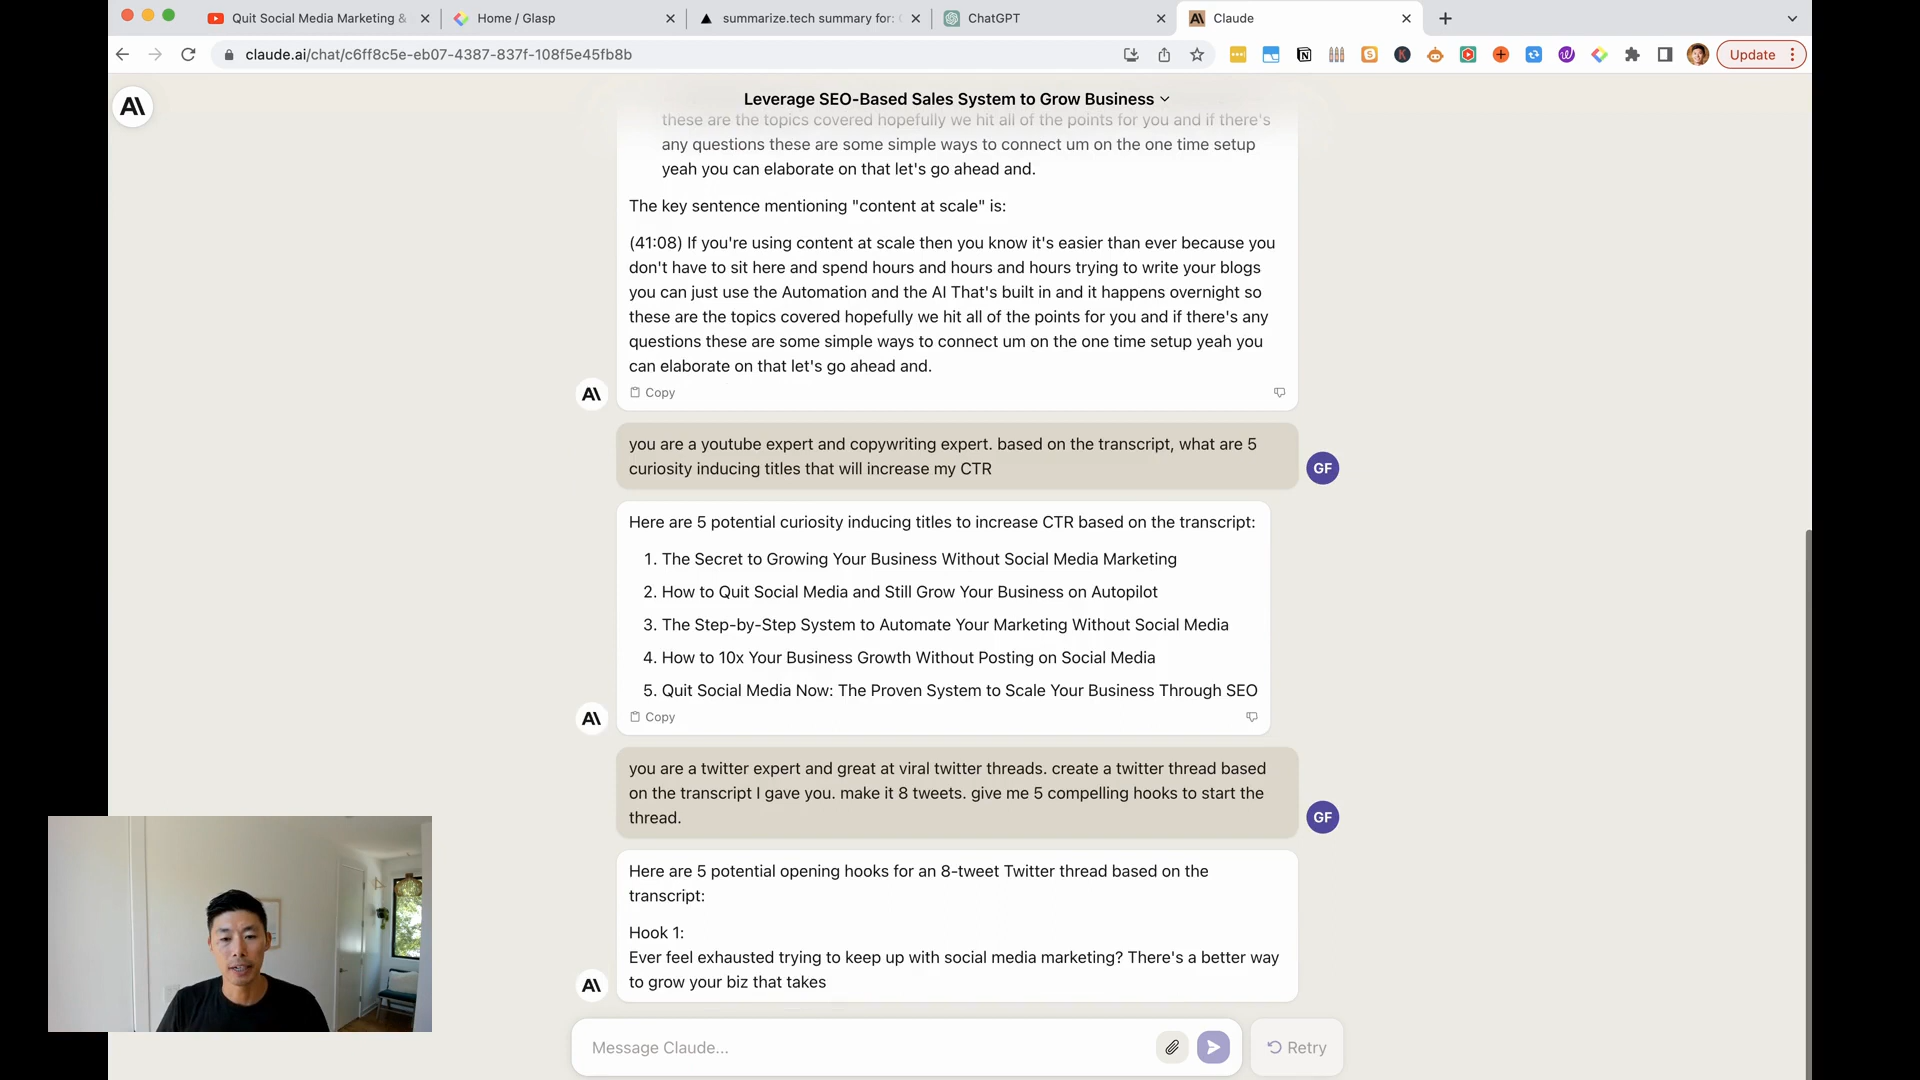 Quit Social Media Marketing &
Home / Glasp
summarize.tech summary for:
ChatGPT
Claude
claude.ai/chat/c6ff8c5e-eb07-4387-837f-108f5e45fb8b
Update
Leverage SEO-Based Sales System to Grow Business
these are the topics covered hopefully we hit all of the points for you and if there's
any questions these are some simple ways to connect um on the one time setup
yeah you can elaborate on that let's go ahead and.
The key sentence mentioning "content at scale" is:
(41:08) If you're using content at scale then you know it's easier than ever because you
don't have to sit here and spend hours and hours and hours trying to write your blogs
you can just use the Automation and the AI That's built in and it happens overnight so
these are the topics covered hopefully we hit all of the points for you and if there's any
questions these are some simple ways to connect um on the one time setup yeah you
can elaborate on that let's go ahead and.
Copy
you are a youtube expert and copywriting expert. based on the transcript, what are 5
curiosity inducing titles that will increase my CTR
GF
Here are 5 potential curiosity inducing titles to increase CTR based on the transcript:
1. The Secret to Growing Your Business Without Social Media Marketing
2. How to Quit Social Media and Still Grow Your Business on Autopilot
3. The Step-by-Step System to Automate Your Marketing Without Social Media
4. How to 10x Your Business Growth Without Posting on Social Media
5. Quit Social Media Now: The Proven System to Scale Your Business Through SEO
Copy
you are a twitter expert and great at viral twitter threads. create a twitter thread based
on the transcript I gave you. make it 8 tweets. give me 5 compelling hooks to start the
thread.
GF
Here are 5 potential opening hooks for an 8-tweet Twitter thread based on the
transcript:
Hook 1:
Ever feel exhausted trying to keep up with social media marketing? There's a better way
to grow your biz that takes
Message Claude...
Retry